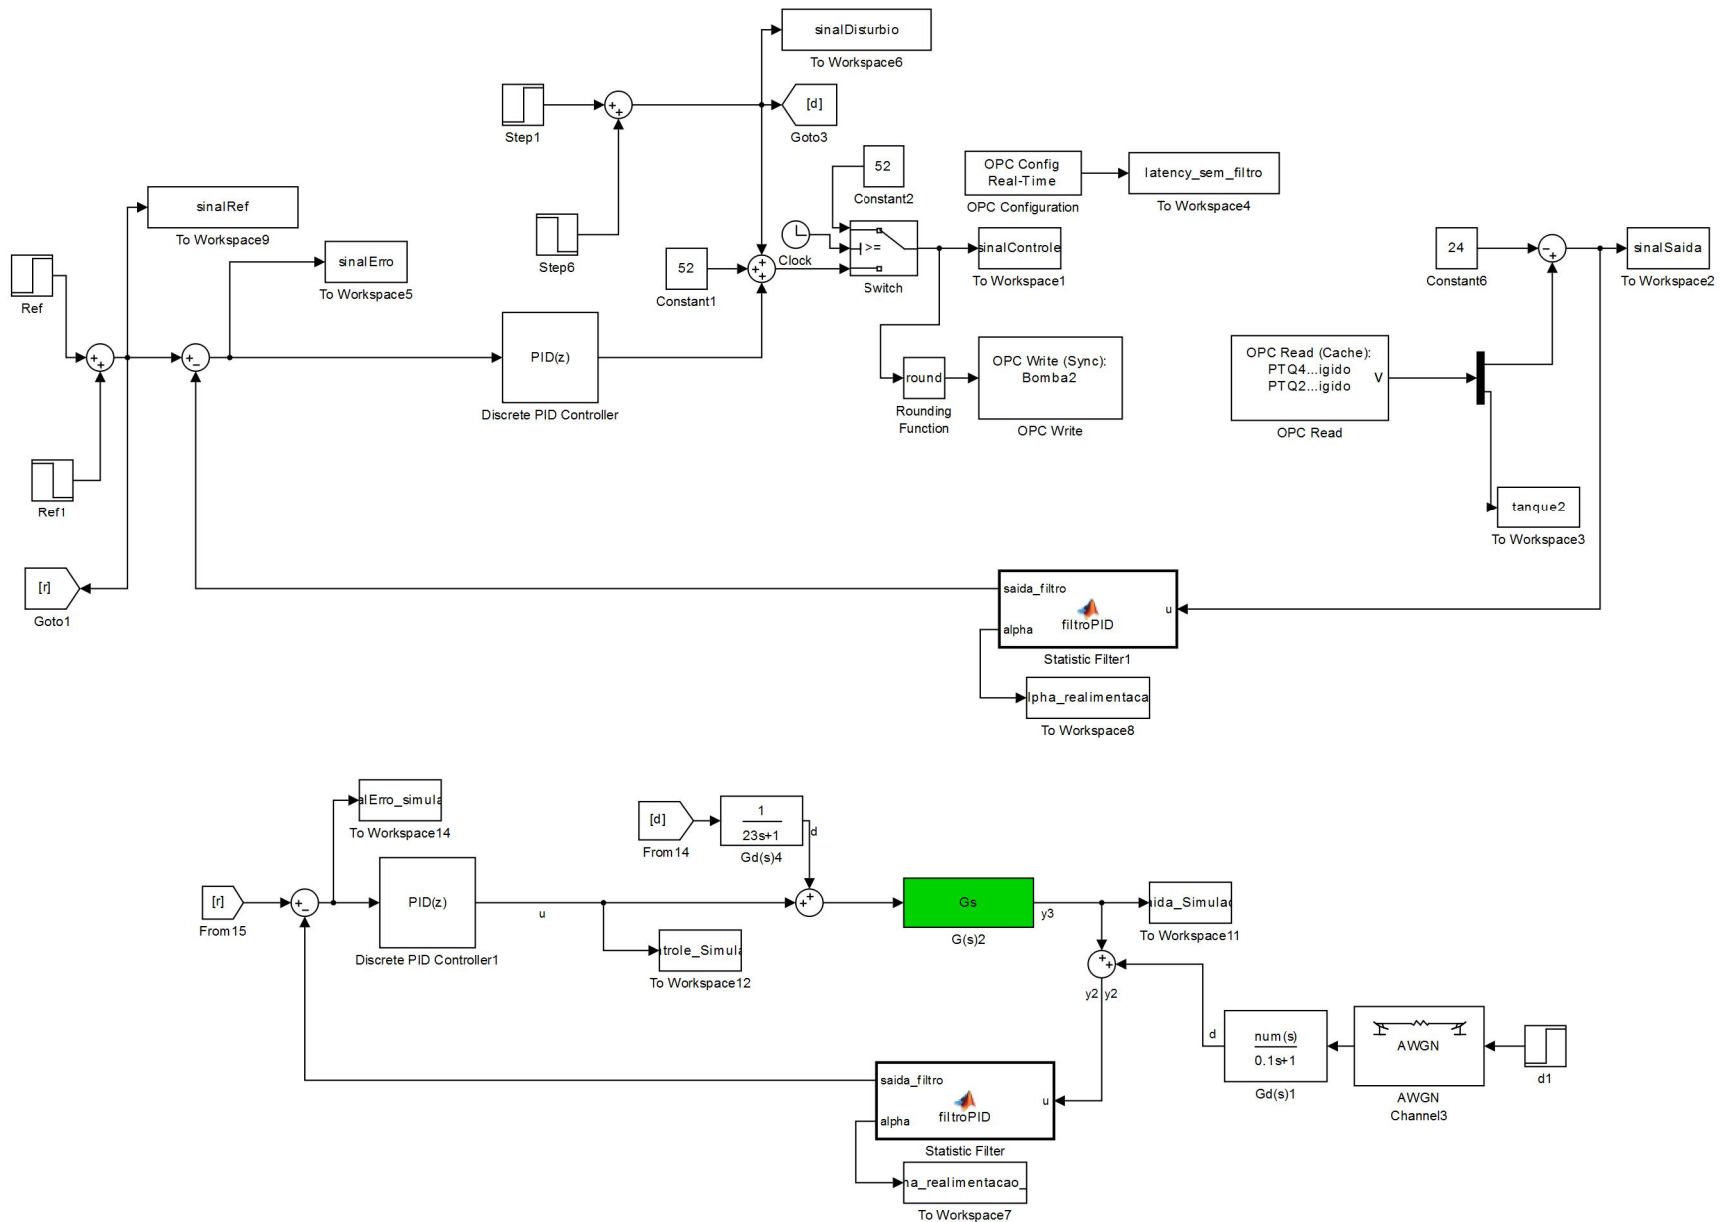 sinalDisturbio
To Workspace6
Step1
[d]
Goto3
52
Constant2
OPC Config
Real-Time
OPC Configuration
latency_sem_filtro
To Workspace4
sinalRef
To Workspace9
Step6
sinalErro
To Workspace5
Ref
52
Constant1
Clock
>=
Switch
sinalControle
To Workspace1
24
Constant6
sinalSaida
To Workspace2
PID(z)
Discrete PID Controller
round
Rounding
Function
OPC Write (Sync):
Bomba2
OPC Write
OPC Read (Cache):
PTQ4...igido
PTQ2...igido
V
OPC Read
Ref1
tanque2
To Workspace3
[r]
Goto1
saida_filtro
alpha
filtroPID
u
Statistic Filter1
lpha_realimentaca
To Workspace8
alErro_simula
To Workspace14
[d]
From14
1
23s+1
Gd(s)4
d
[r]
From15
PID(z)
Discrete PID Controller1
u
trole_Simula
To Workspace12
Gs
G(s)2
y3
ida_Simulad
To Workspace11
y2 y2
d
num(s)
0.1s+1
Gd(s)1
AWGN
AWGN
Channel3
d1
saida_filtro
alpha
filtroPID
u
Statistic Filter
na_realimentacao_
To Workspace7